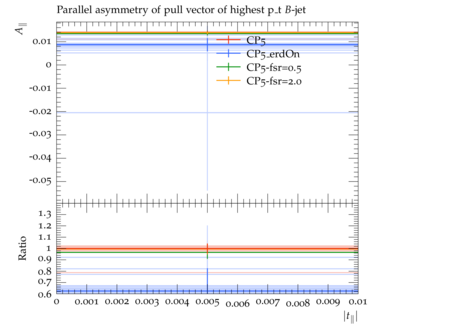 Parallel asymmetry of pull vector of highest p_t B-jet
A∥
0.01
0
-0.01
-0.02
-0.03
-0.04
-0.05
CP5
CP5_erdOn
CP5-fsr=0.5
CP5-fsr=2.0
Ratio
1.3
1.2
1.1
1
0.9
0.8
0.7
0.6
0 0.001 0.002 0.003 0.004 0.005 0.006 0.007 0.008 0.009 0.01
|t∥|